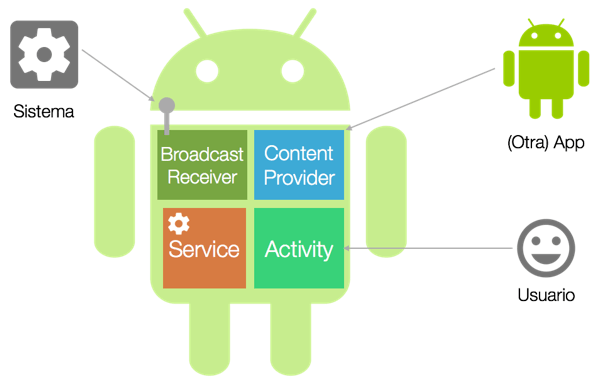 Sistema
(Otra) App
Broadcast
Receiver
Content
Provider
Service
Activity
Usuario